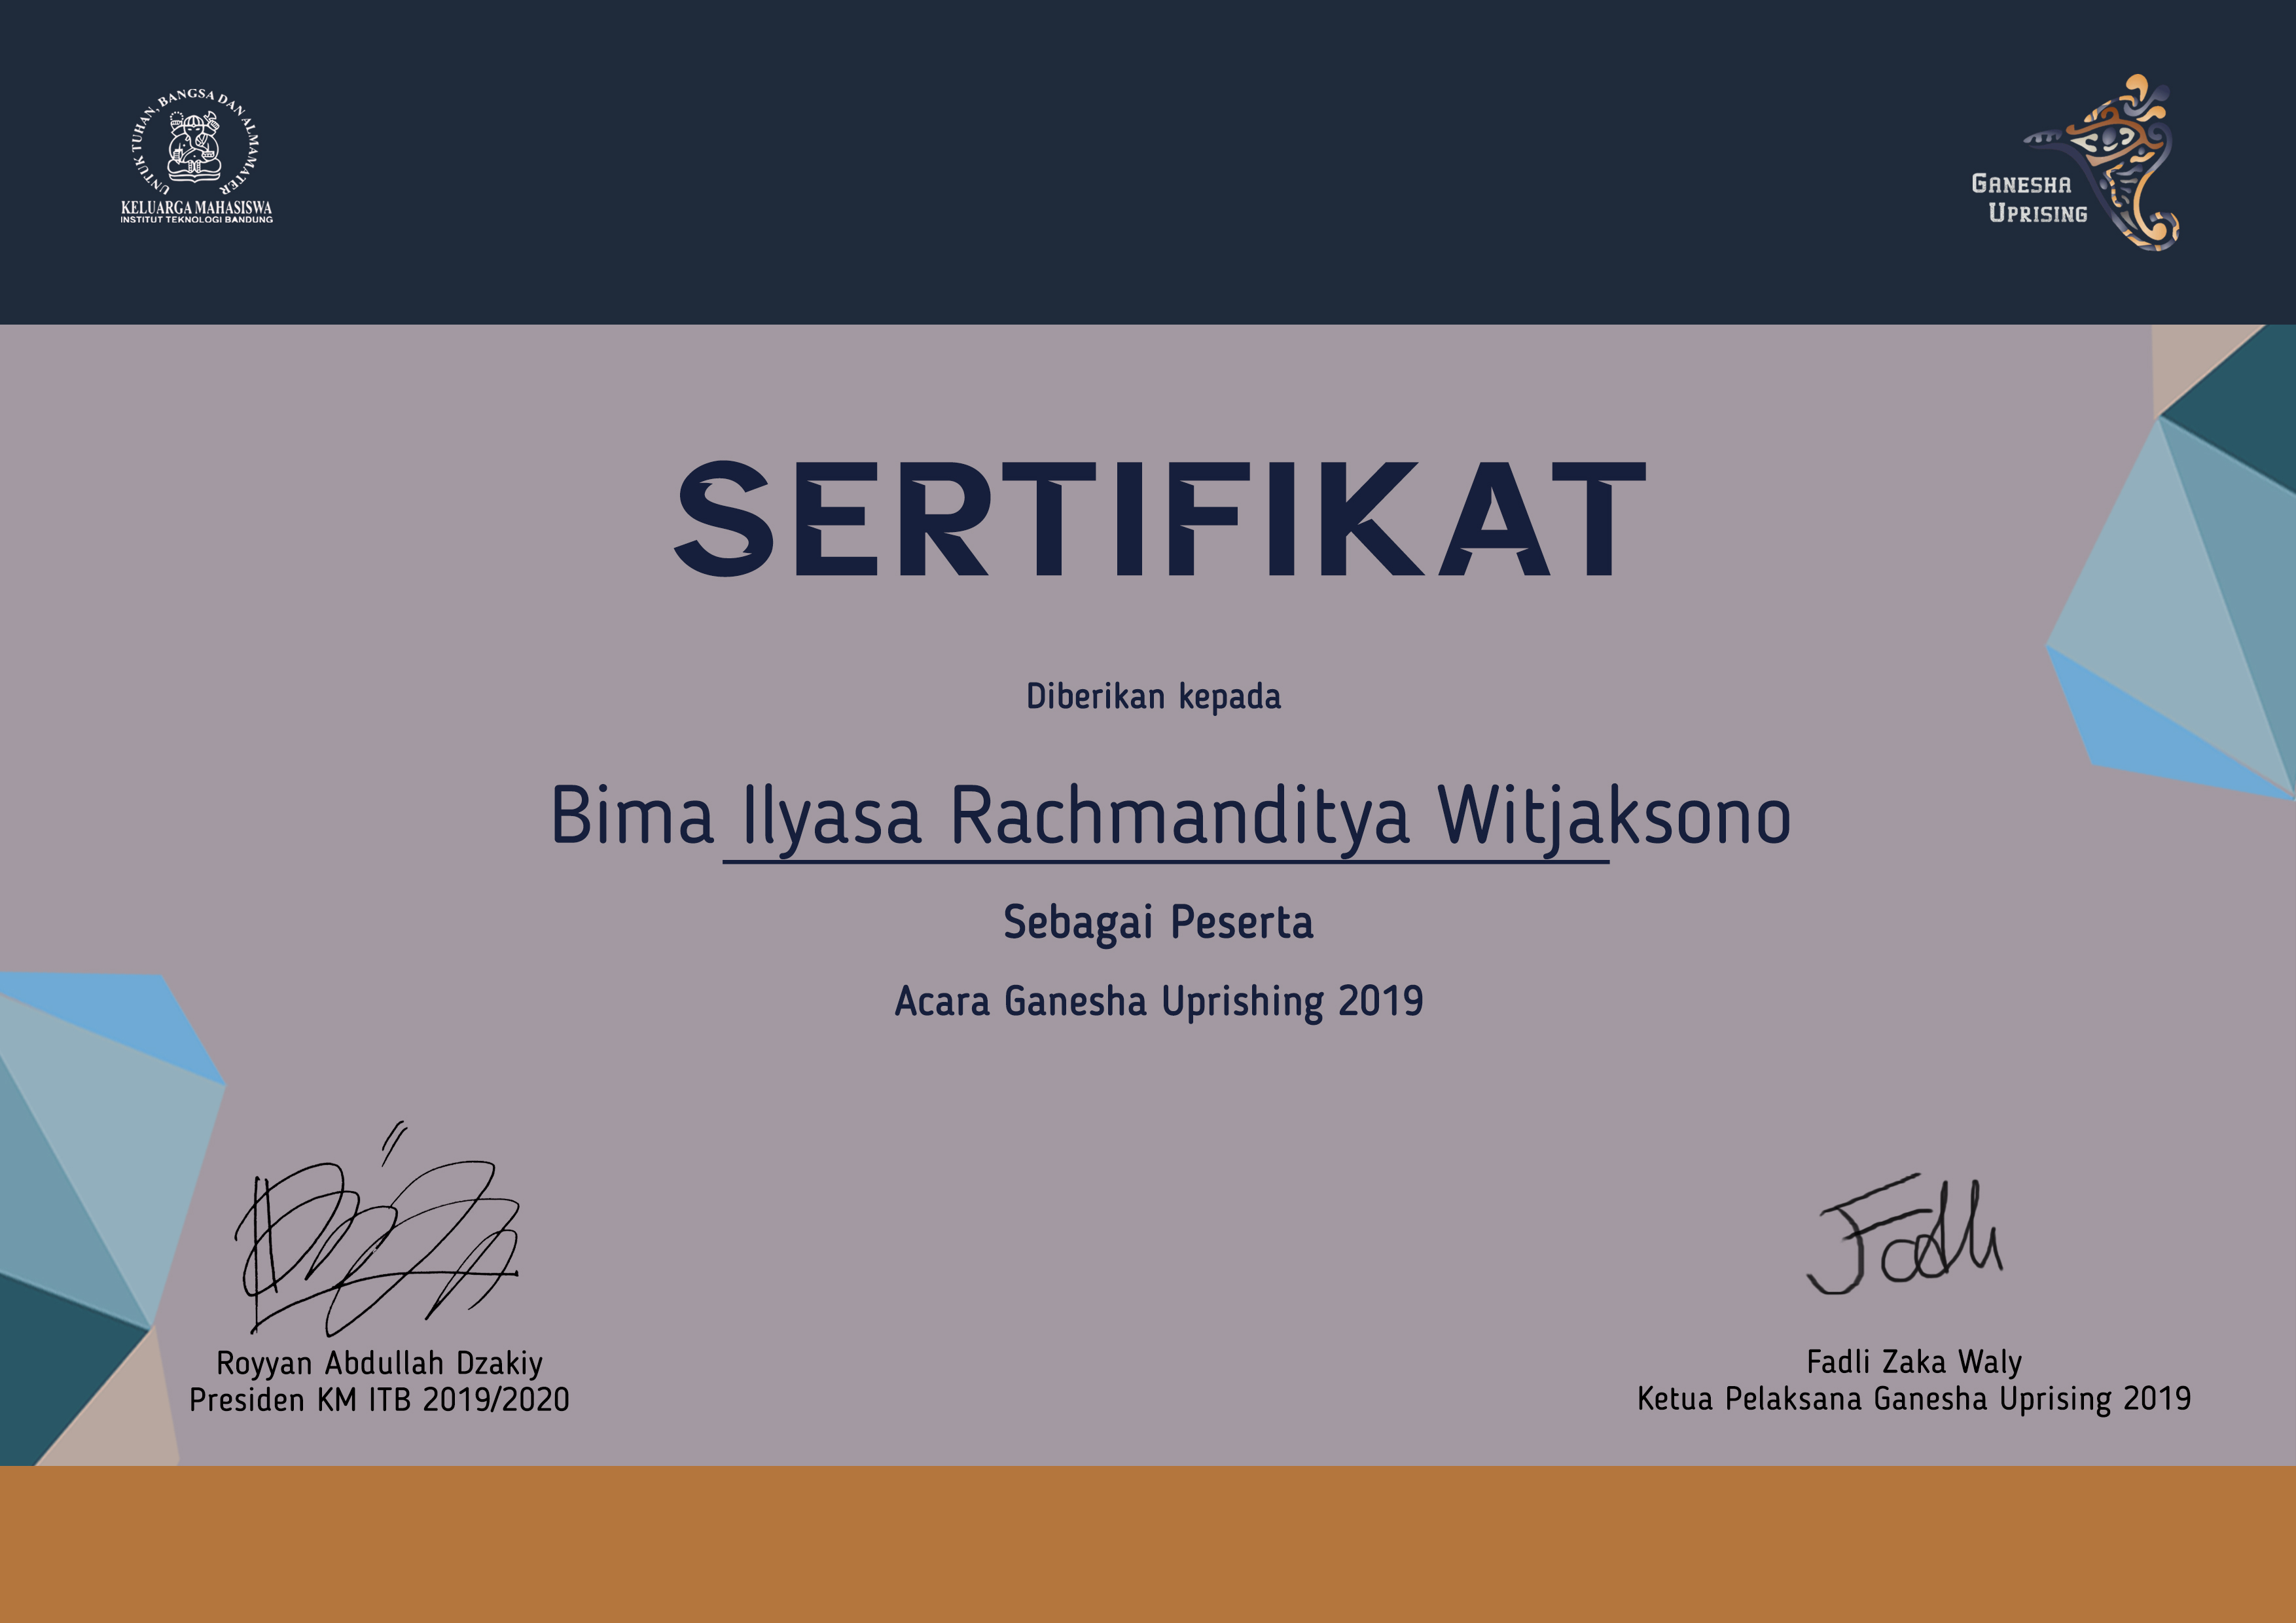 UNTUK TUHAN, BANGSA DAN ALMAMATER
KELUARGA MAHASISWA
INSTITUT TEKNOLOGI BANDUNG
GANESHA
UPRISING
SERTIFIKAT
Diberikan kepada
Bima Ilyasa Rachmanditya Witjaksono
Sebagai Peserta
Acara Ganesha Uprishing 2019
Fadli
Royyan Abdullah Dzakiy
Presiden KM ITB 2019/2020
Fadli Zaka Waly
Ketua Pelaksana Ganesha Uprising 2019